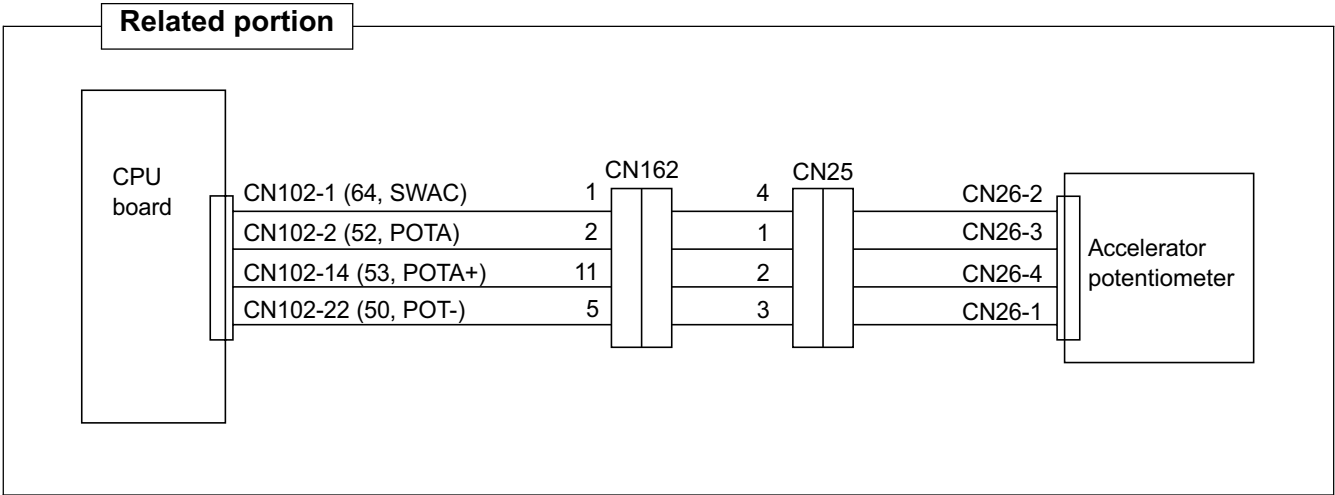 Related portion
CPU
board
CN162
CN25
CN102-1 (64, SWAC) 1 4 CN26-2
CN102-2 (52, POTA) 2 1 CN26-3
CN102-14 (53, POTA+) 11 2 CN26-4
CN102-22 (50, POT-) 5 3 CN26-1
Accelerator
potentiometer